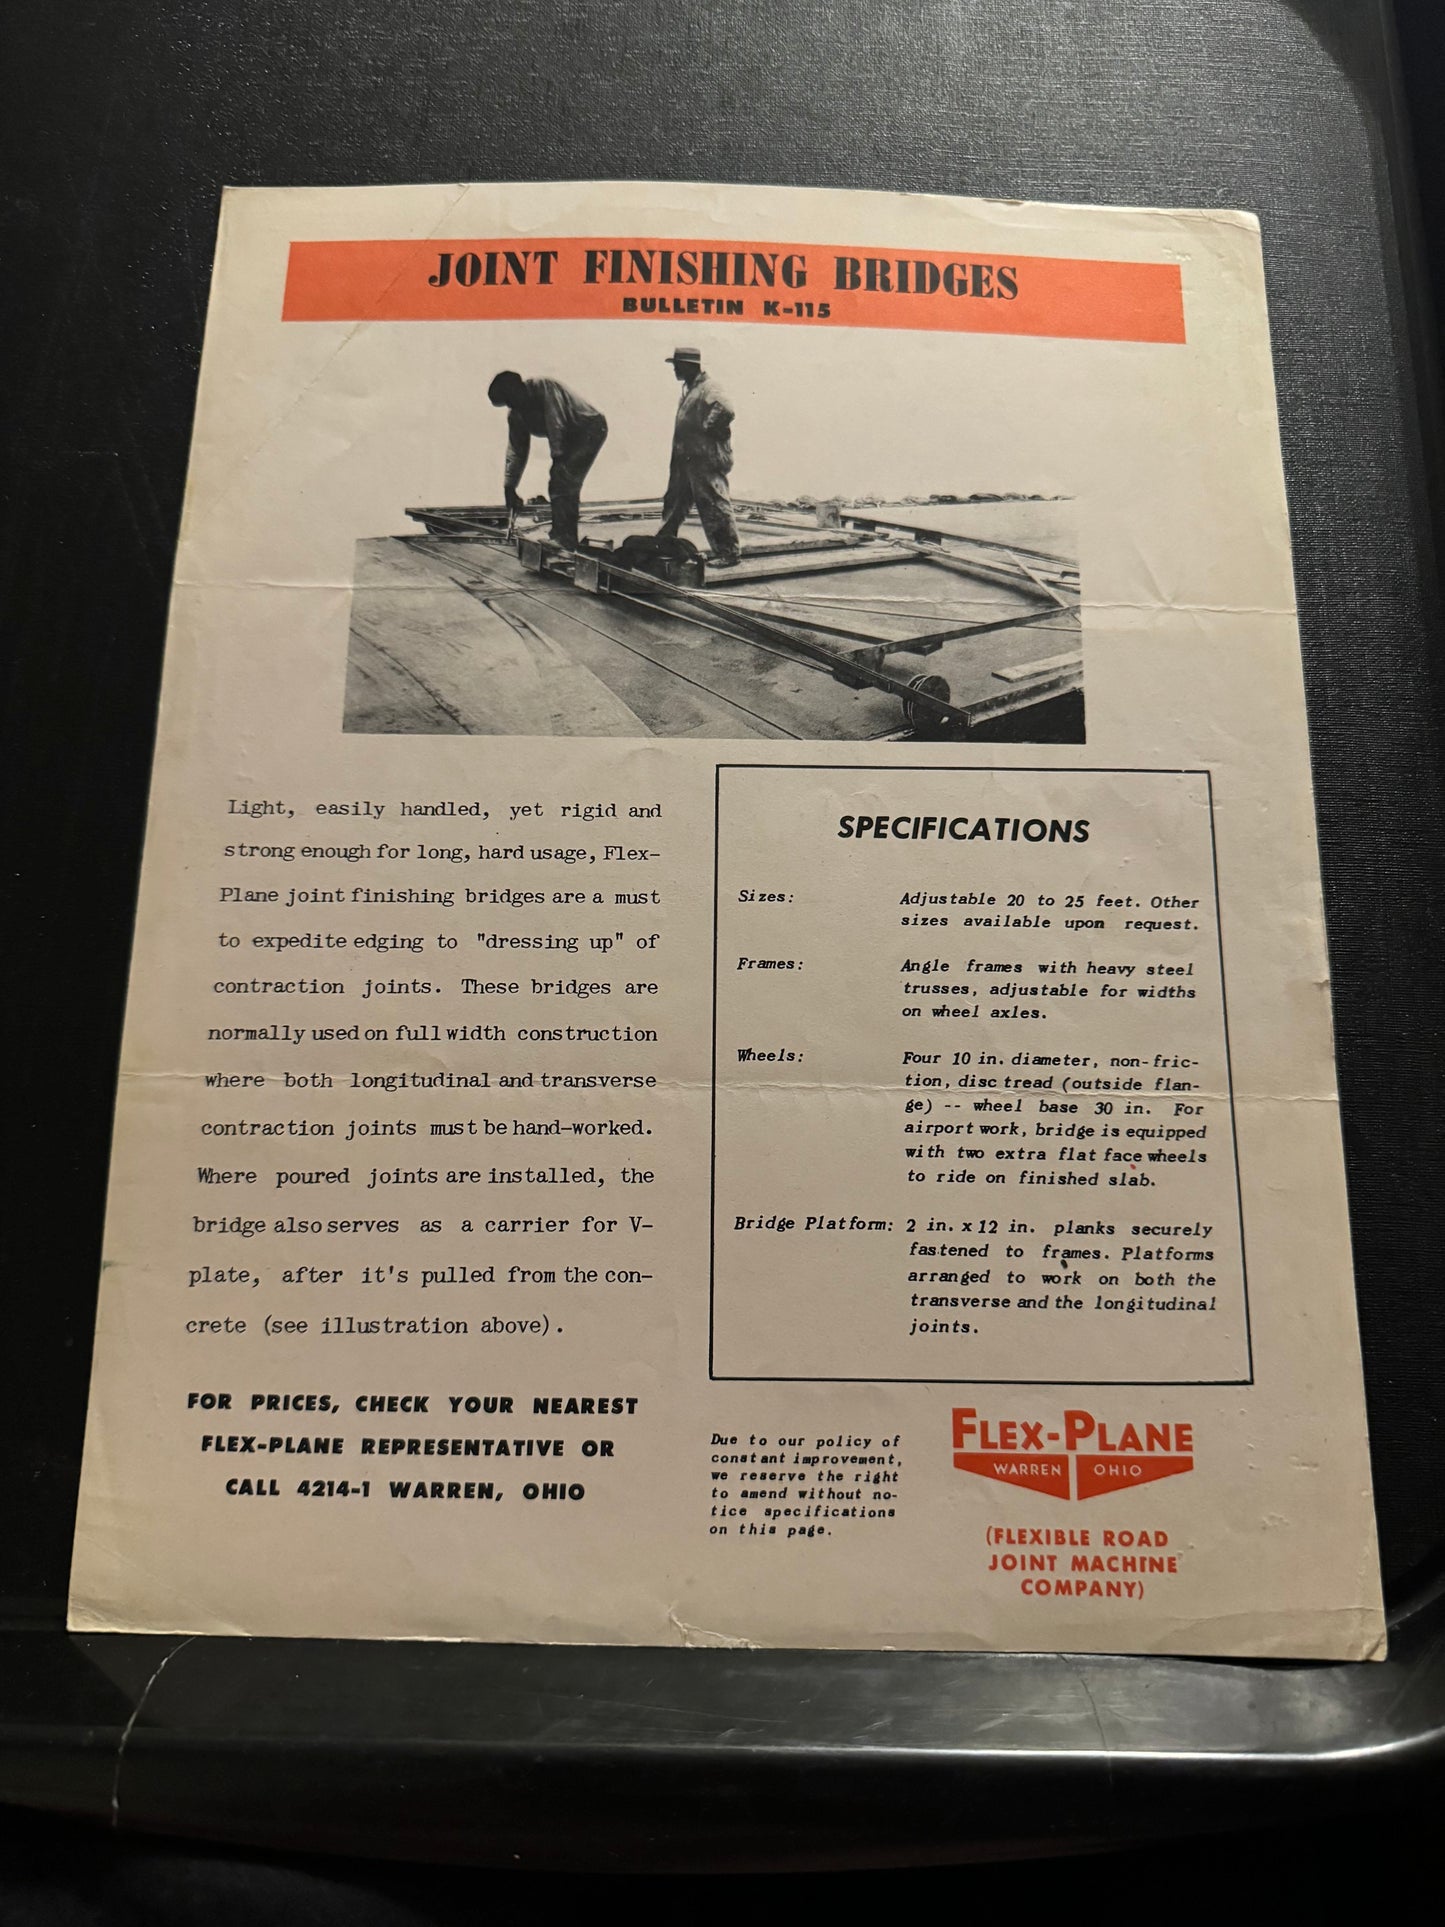 JOINT FINISHING BRIDGES
BULLETIN K-115
Light, easily handled, yet rigid and
strong enough for long, hard usage, Flex-
Plane joint finishing bridges are a must
to expedite edging to "dressing up" of
contraction joints. These bridges are
normally used on full width construction
where both longitudinal and transverse
contraction joints must be hand-worked.
Where poured joints are installed, the
bridge also serves as a carrier for V-
plate, after it's pulled from the con-
crete (see illustration above).
FOR PRICES, CHECK YOUR NEAREST
FLEX-PLANE REPRESENTATIVE OR
CALL 4214-1 WARREN, OHIO
SPECIFICATIONS
Sizes: Adjustable 20 to 25 feet. Other
sizes available upon request.
Frames: Angle frames with heavy steel
trusses, adjustable for widths
on wheel axles.
Wheels: Four 10 in. diameter, non-fric-
tion, disc tread (outside flan-
ge) -- wheel base 30 in. For
airport work, bridge is equipped
with two extra flat face wheels
to ride on finished slab.
Bridge Platform: 2 in. x 12 in. planks securely
fastened to frames. Platforms
arranged to work on both the
transverse and the longitudinal
joints.
Due to our policy of
constant improvement,
we reserve the right
to amend without no-
tice specifications
on this page.
FLEX-PLANE
WARREN OHIO
(FLEXIBLE ROAD
JOINT MACHINE
COMPANY)